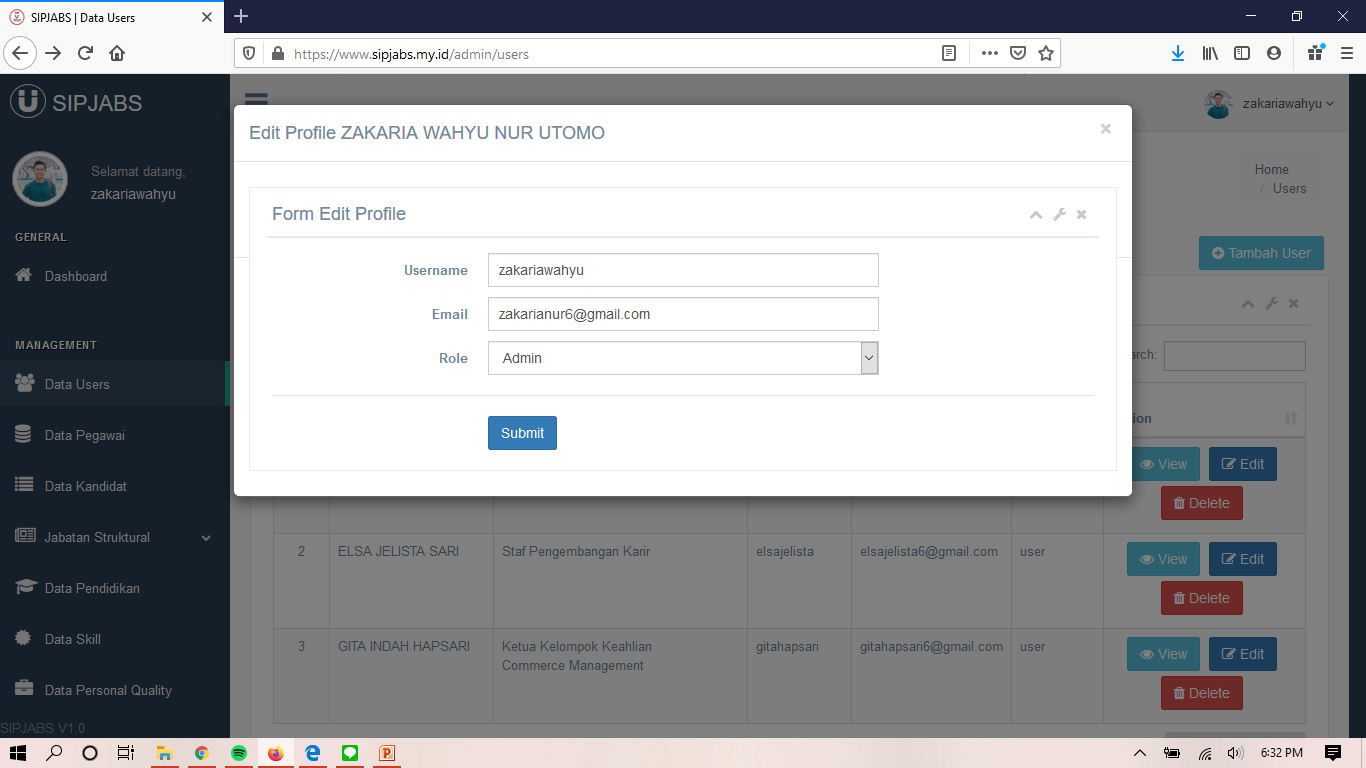 SIPJABS | Data Users
https://www.sipjabs.my.id/admin/users
SIPJABS
zakariawahyu
Selamat datang,
zakariawahyu
GENERAL
Dashboard
MANAGEMENT
Data Users
Data Pegawai
Data Kandidat
Jabatan Struktural
Data Pendidikan
Data Skill
Data Personal Quality
SIPJABS V1.0
Edit Profile ZAKARIA WAHYU NUR UTOMO
Form Edit Profile
Username zakariawahyu
Email zakarianur6@gmail.com
Role Admin
Submit
Home
/ Users
Tambah User
arch:
ion
View Edit
Delete
2 ELSA JELISTA SARI Staf Pengembangan Karir elsajelista elsajelista6@gmail.com user View Edit
Delete
3 GITA INDAH HAPSARI Ketua Kelompok Keahlian gitahapsari gitahapsari6@gmail.com user View Edit
Commerce Management
Delete
6:32 PM